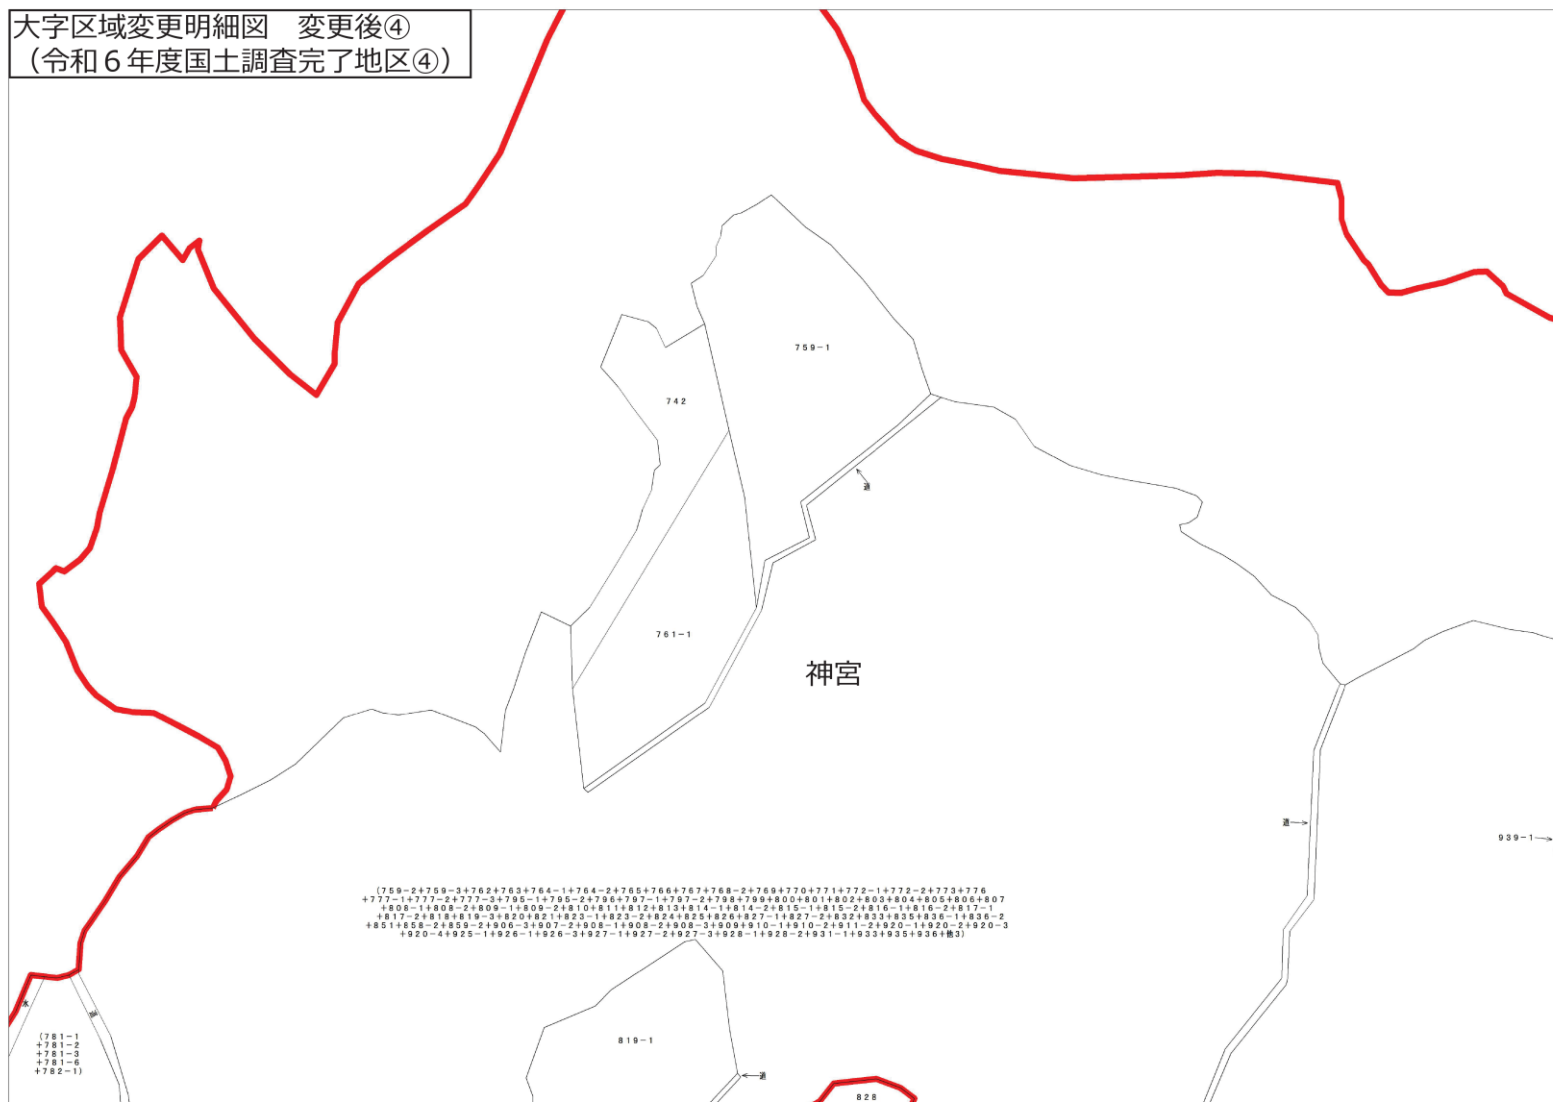 大字区域変更明細図　変更後④
（令和６年度国土調査完了地区④）
759-1
742
道
761-1
神宮
道
939-1
(759-2+759-3+762+763+764-1+764-2+765+766+767+768-2+769+770+771+772-1+772-2+773+776
+777-1+777-2+777-3+795-1+795-2+796+797-1+797-2+798+799+800+801+802+803+804+805+806+807
+808-1+808-2+809-1+809-2+810+811+812+813+814-1+814-2+815-1+815-2+816-1+816-2+817-1
+817-2+818+819-3+820+821+823-1+823-2+824+825+826+827-1+827-2+832+833+835+836-1+836-2
+851+858-2+859-2+906-3+907-2+908-1+908-2+908-3+909+910-1+910-2+911-2+920-2+920-3
+920-4+925-1+926-1+926-3+927-1+927-2+927-3+928-1+928-2+931-1+933+935+936+他3)
水
(781-1
+781-2
+781-3
+781-6
+782-1)
819-1
道
828